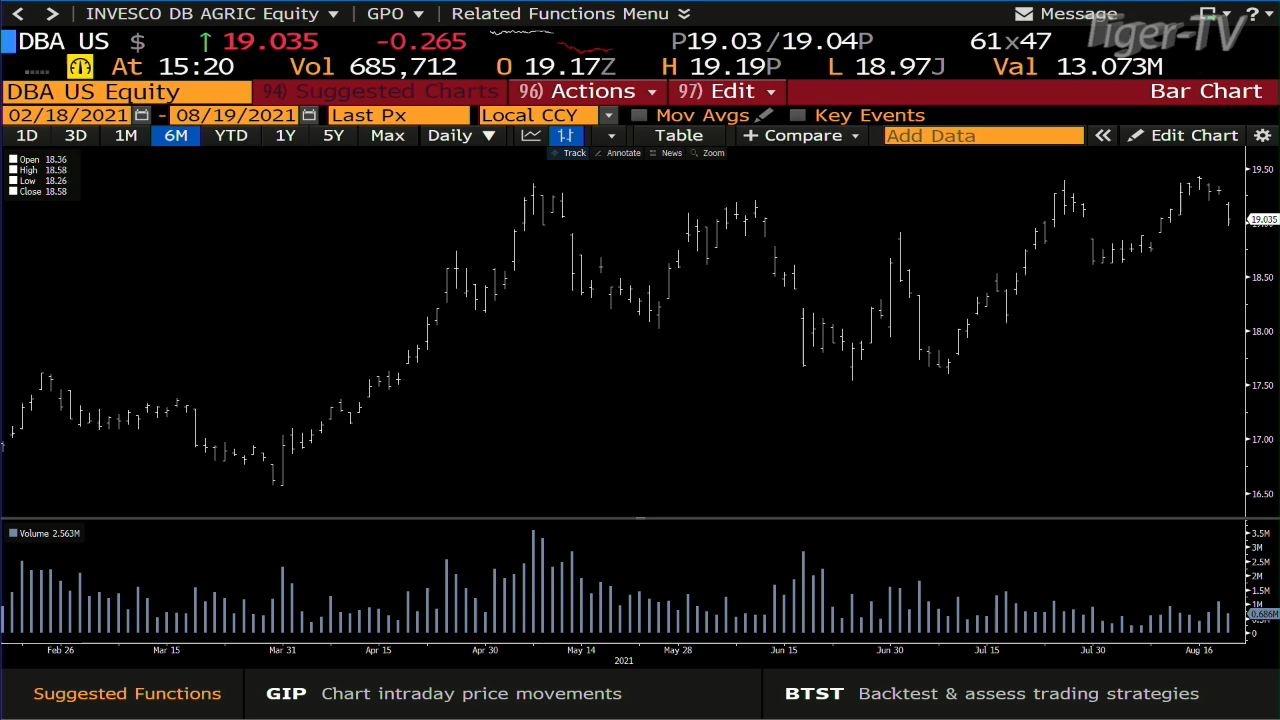 < > INVESCO DB AGRIC Equity GPO Related Functions Menu Message ?
Tiger-TV
DBA US $ ↑ 19.035 -0.265 P19.03/19.04P 61x47
At 15:20 Vol 685,712 O 19.17Z H 19.19P L 18.97J Val 13.073M
DBA US Equity 94) Suggested Charts 96) Actions 97) Edit Bar Chart
02/18/2021 - 08/19/2021 Last Px Local CCY Mov Avgs Key Events
1D 3D 1M 6M YTD 1Y 5Y Max Daily ▼ Table + Compare Add Data « Edit Chart
Track Annotate News Zoom
Open 18.36
High 18.58
Low 18.26
Close 18.58
19.50
19.035
18.50
18.00
17.50
17.00
16.50
Volume 2.563M
3.5M
3M
2.5M
2M
1.5M
1M
0.686M
0
Feb 26 Mar 15 Mar 31 Apr 15 Apr 30 May 14 May 28 Jun 15 Jun 30 Jul 15 Jul 30 Aug 16
2021
Suggested Functions GIP Chart intraday price movements BTST Backtest & assess trading strategies